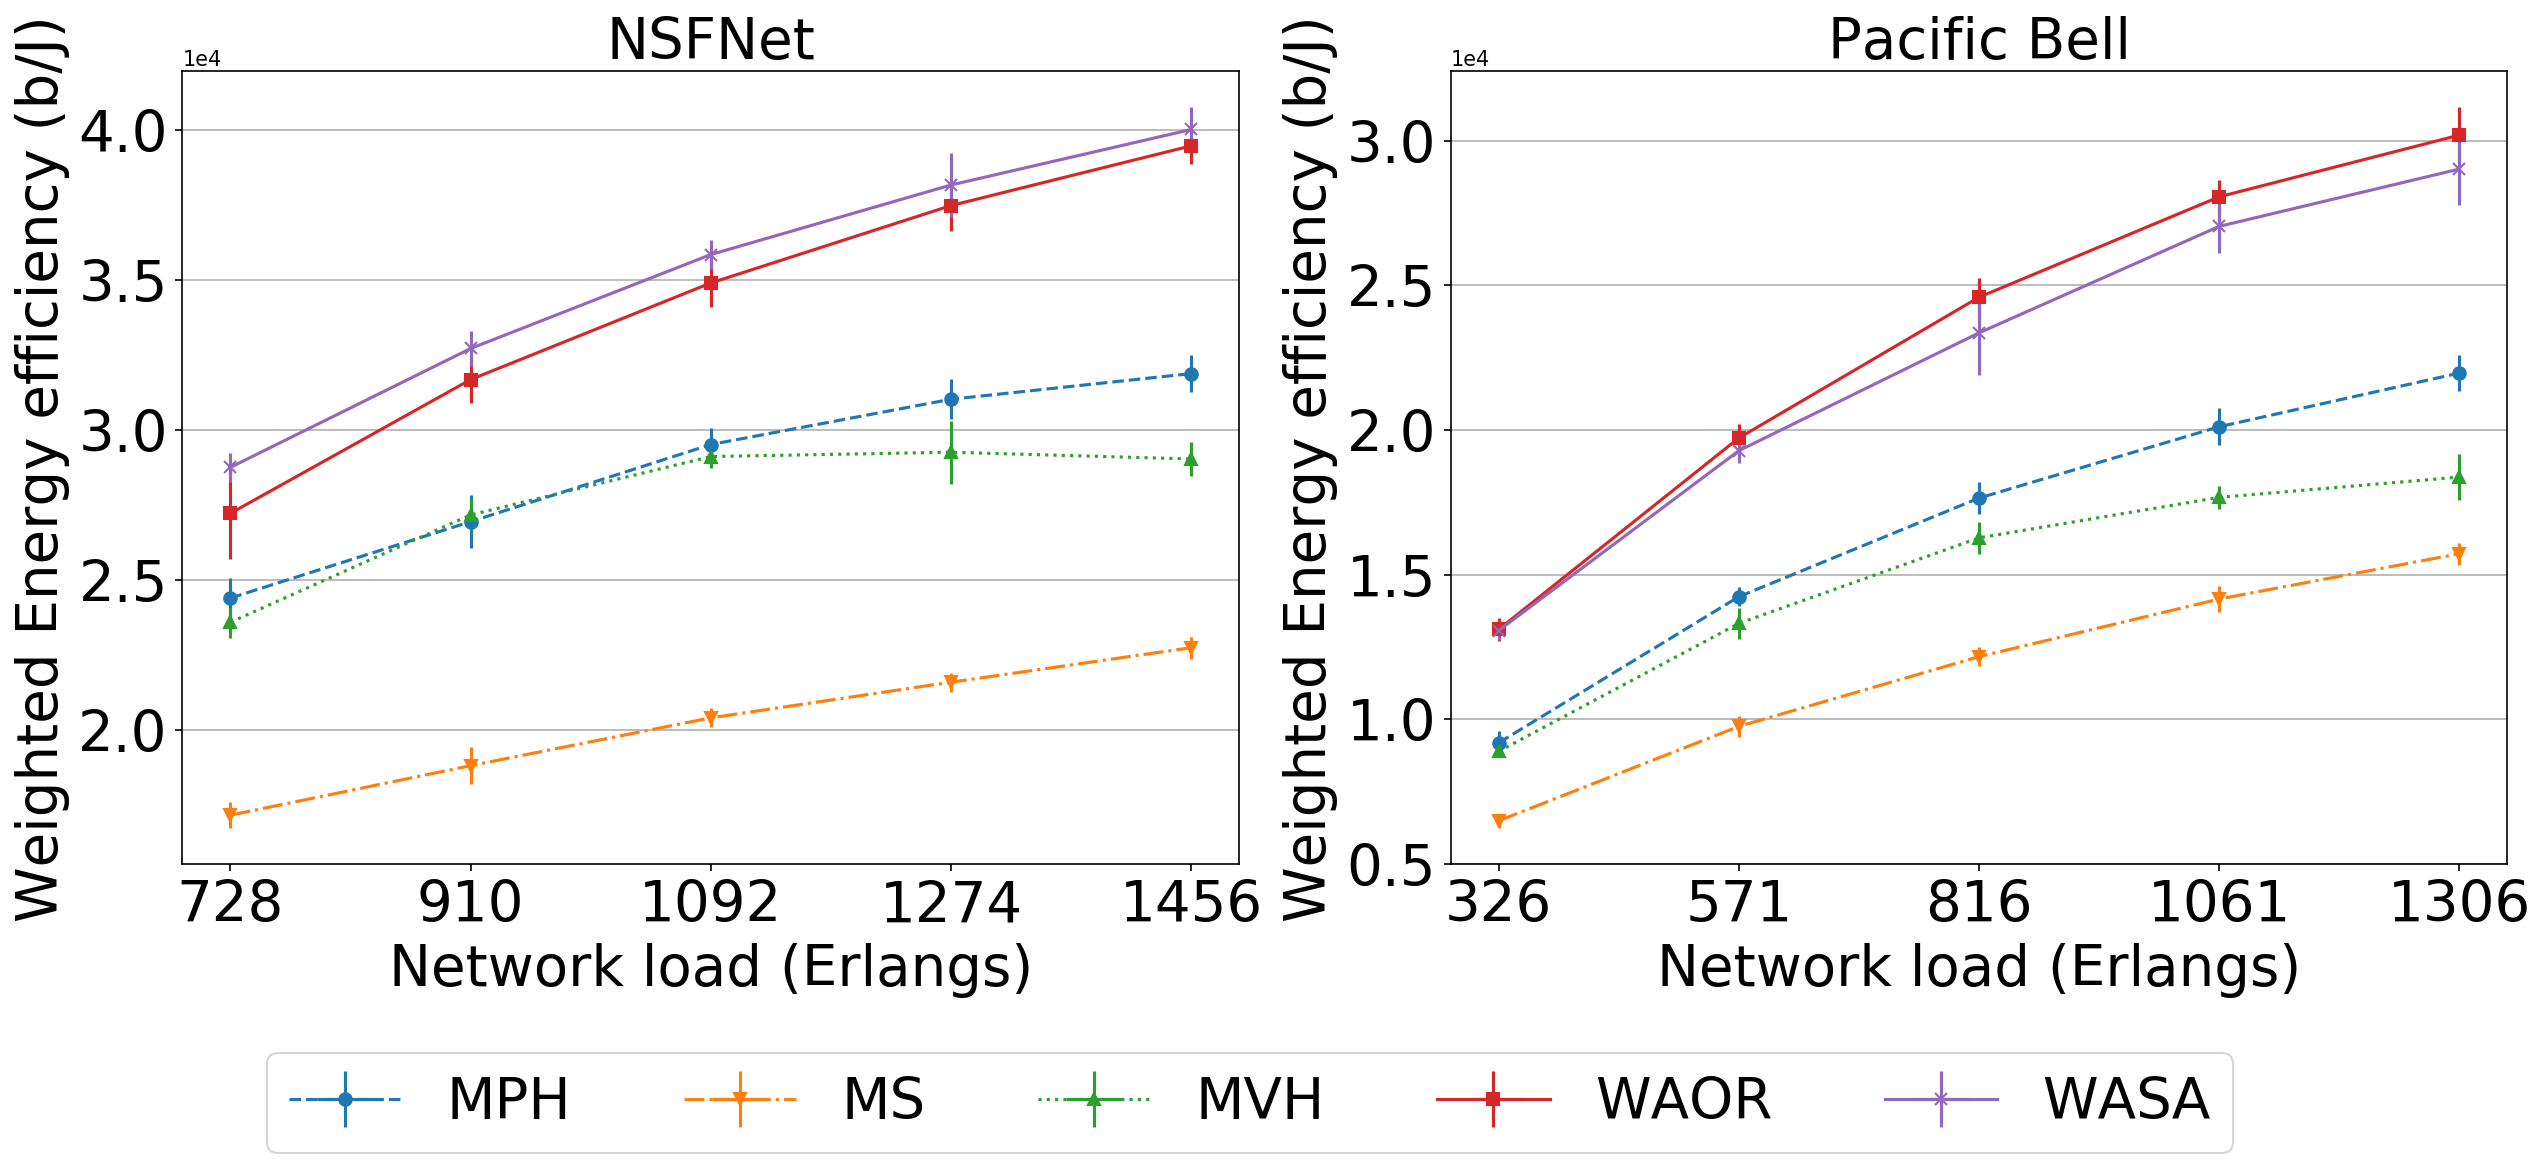 NSFNet
1e4
Weighted Energy efficiency (b/J)
4.0
3.5
3.0
2.5
2.0
728 910 1092 1274 1456
Network load (Erlangs)
Pacific Bell
1e4
Weighted Energy efficiency (b/J)
3.0
2.5
2.0
1.5
1.0
0.5
326 571 816 1061 1306
Network load (Erlangs)
MPH MS MVH WAOR WASA